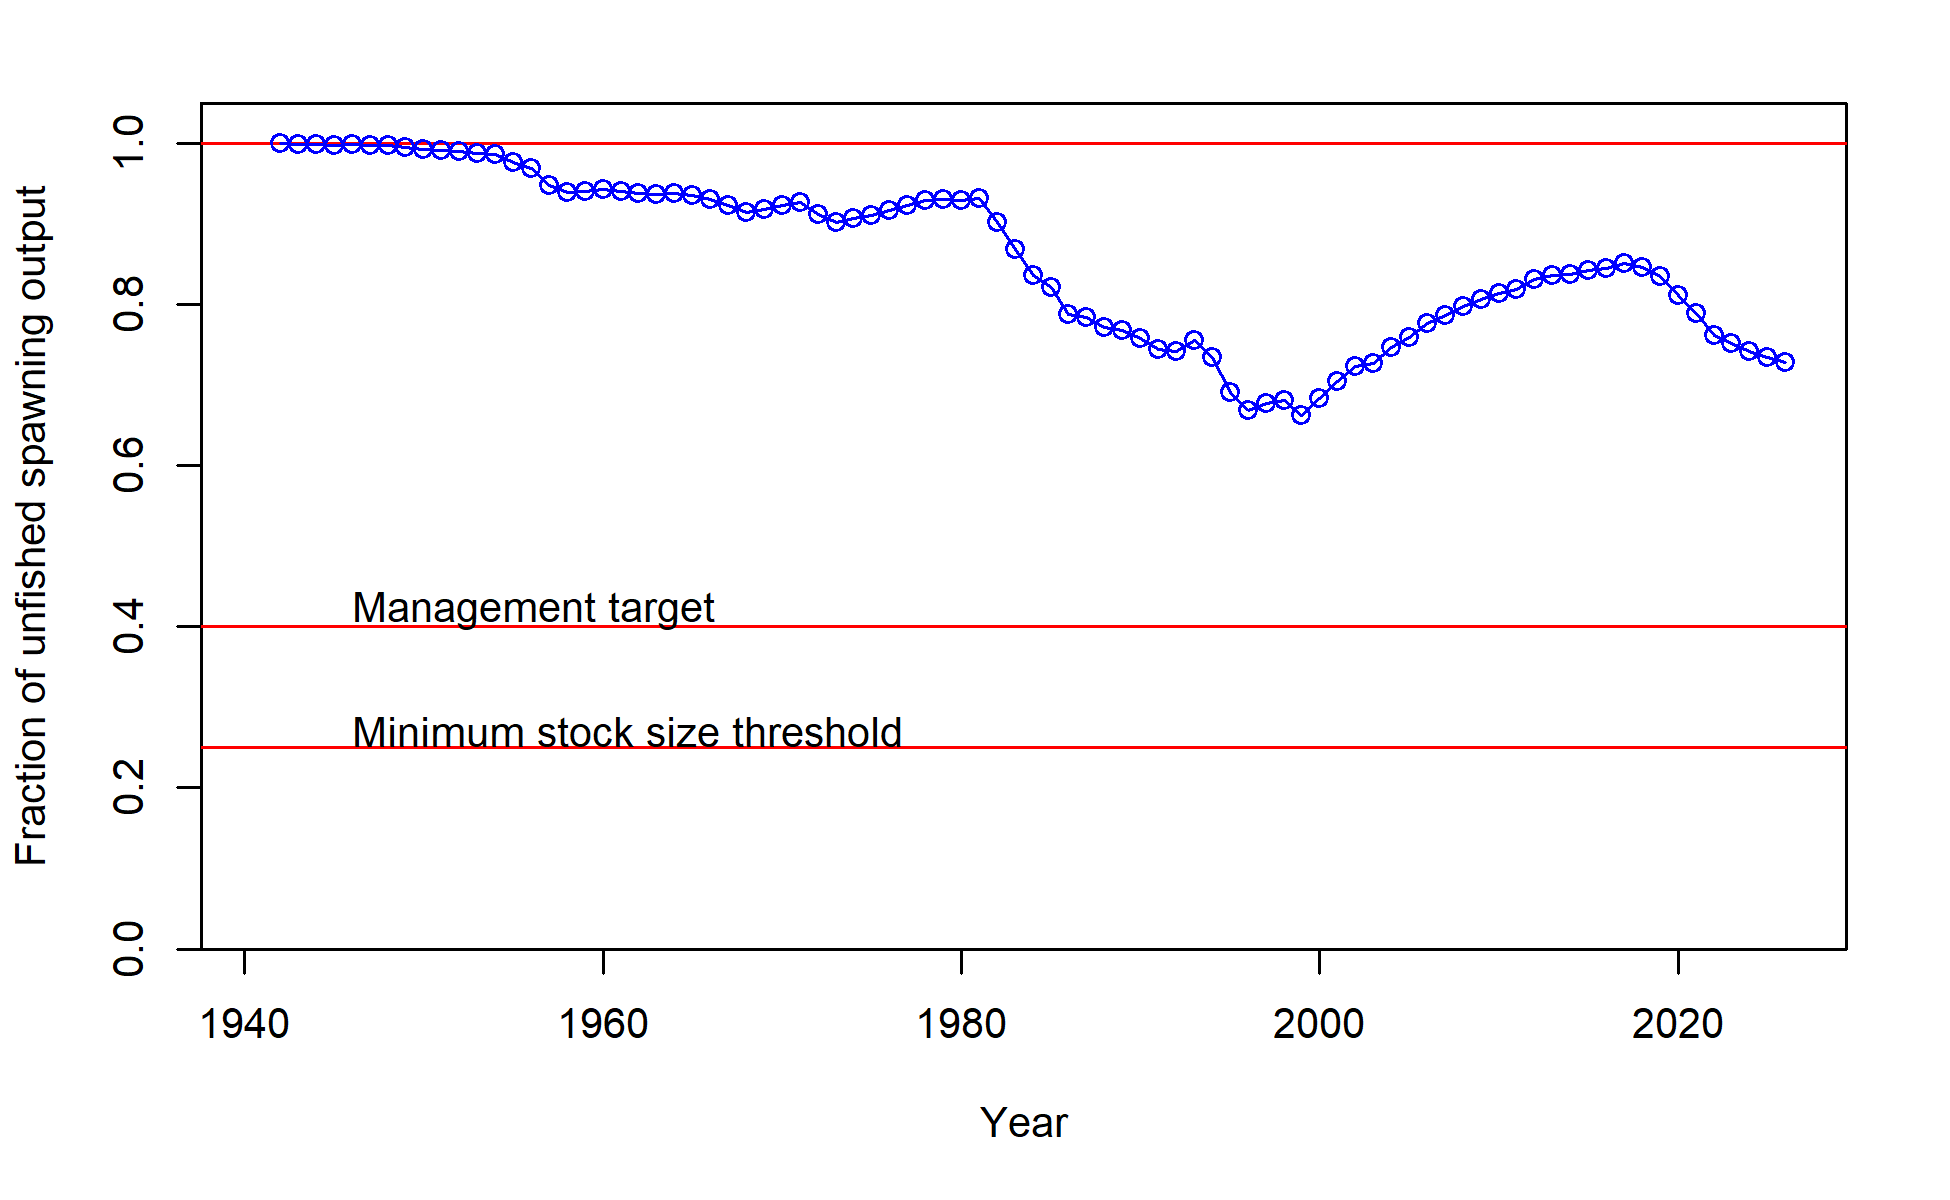 Fraction of unfished spawning output
1.0
0.8
0.6
0.4
0.2
0.0
Management target
Minimum stock size threshold
1940 1960 1980 2000 2020
Year